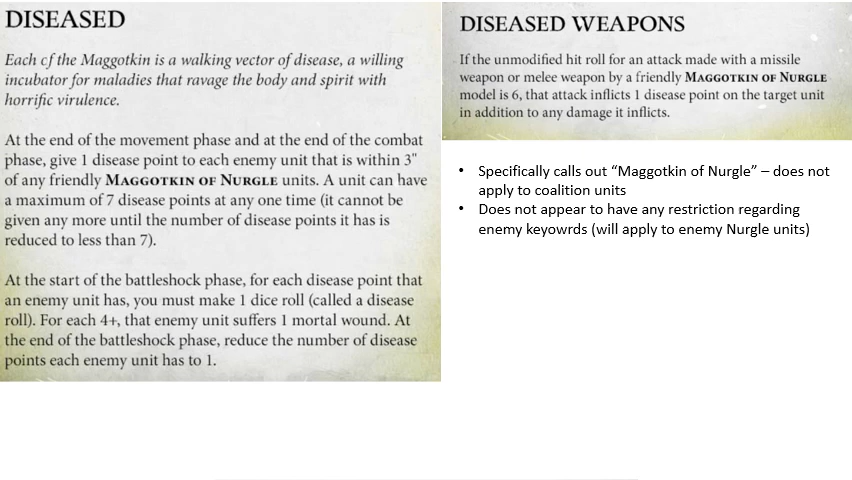 DISEASED
Each of the Maggotkin is a walking vector of disease, a willing
incubator for maladies that ravage the body and spirit with
horrific virulence.
At the end of the movement phase and at the end of the combat
phase, give 1 disease point to each enemy unit that is within 3"
of any friendly MAGGOTKIN OF NURGLE units. A unit can have
a maximum of 7 disease points at any one time (it cannot be
given any more until the number of disease points it has is
reduced to less than 7).
At the start of the battleshock phase, for each disease point that
an enemy unit has, you must make 1 dice roll (called a disease
roll). For each 4+, that enemy unit suffers 1 mortal wound. At
the end of the battleshock phase, reduce the number of disease
points each enemy unit has to 1.
DISEASED WEAPONS
If the unmodified hit roll for an attack made with a missile
weapon or melee weapon by a friendly MAGGOTKIN OF NURGLE
model is 6, that attack inflicts 1 disease point on the target unit
in addition to any damage it inflicts.
• Specifically calls out “Maggotkin of Nurgle” – does not
apply to coalition units
• Does not appear to have any restriction regarding
enemy keyowrds (will apply to enemy Nurgle units)